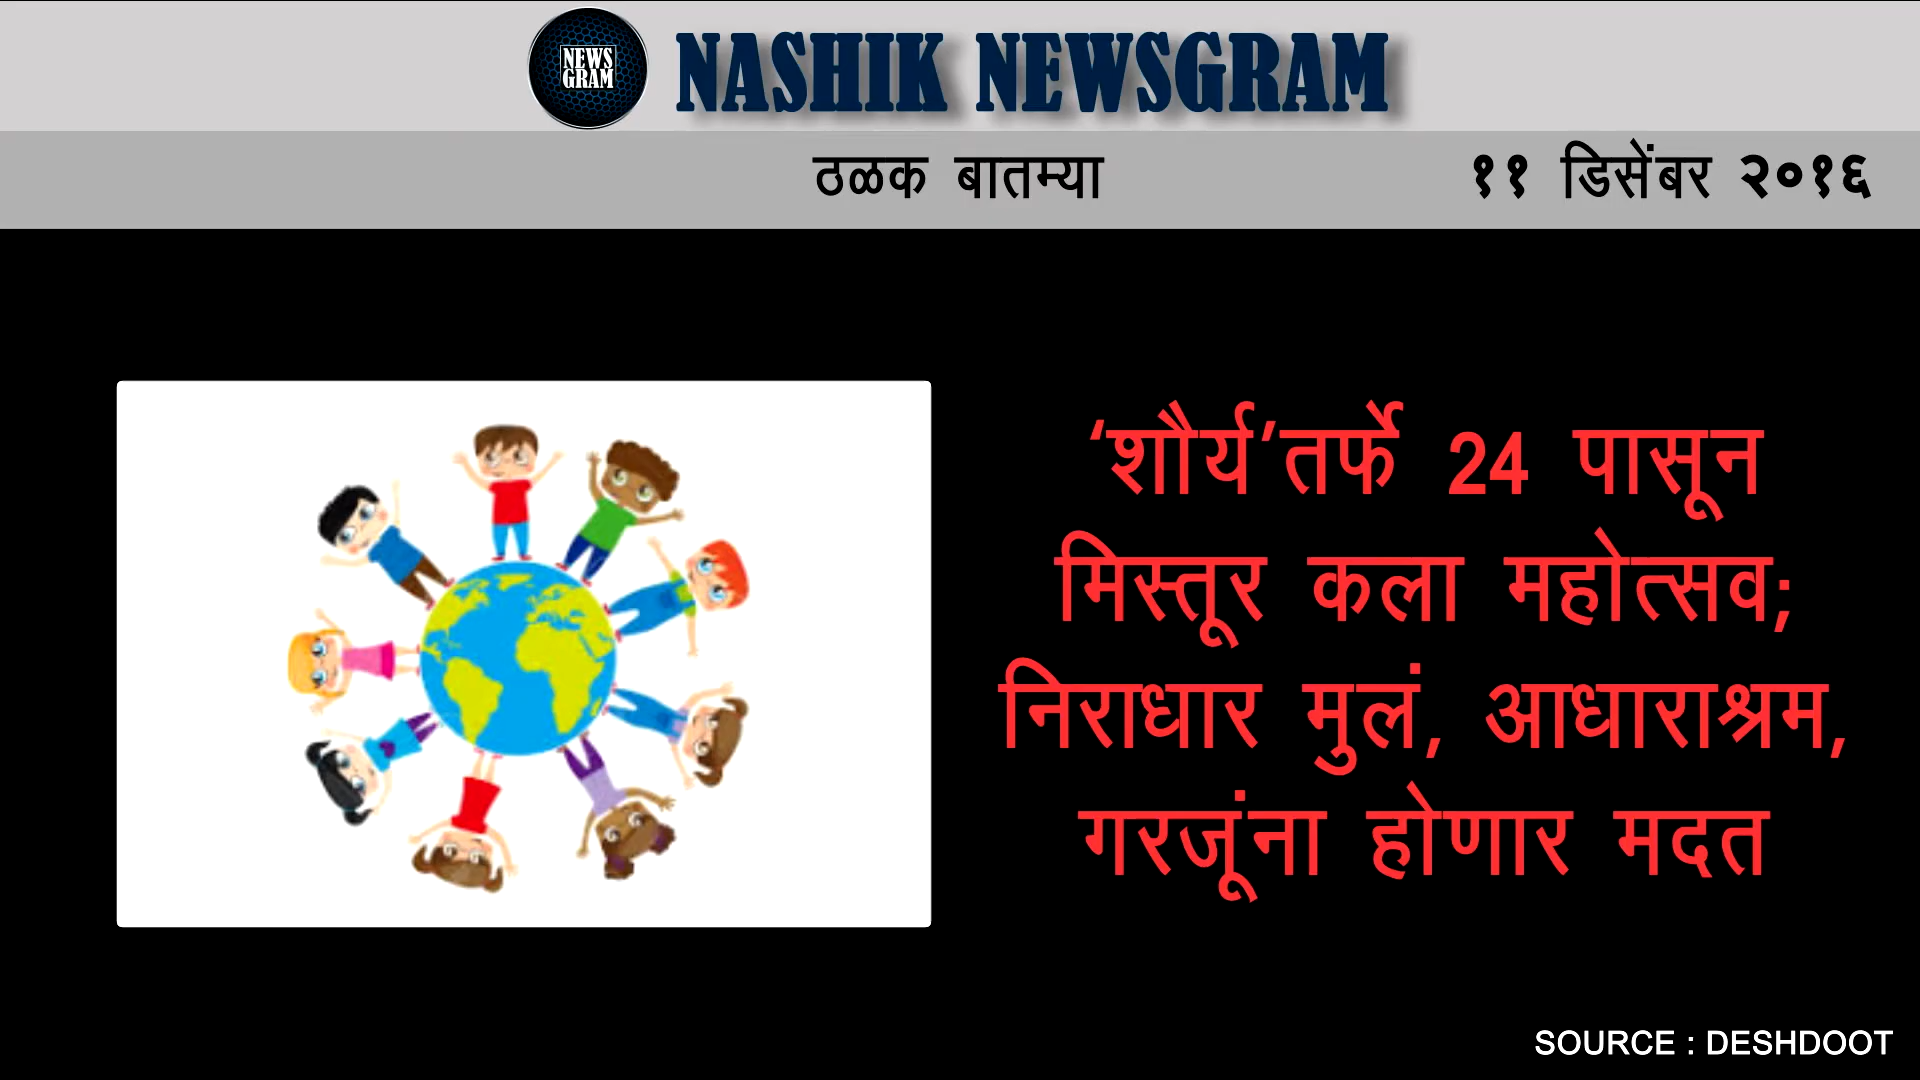 NEWS
GRAM
NASHIK NEWSGRAM
ठळक बातम्या
११ डिसेंबर २०१६
‘शौर्य’तर्फे 24 पासून
मिस्तूर कला महोत्सव;
निराधार मुलं, आधाराश्रम,
गरजूंना होणार मदत
SOURCE : DESHDOOT